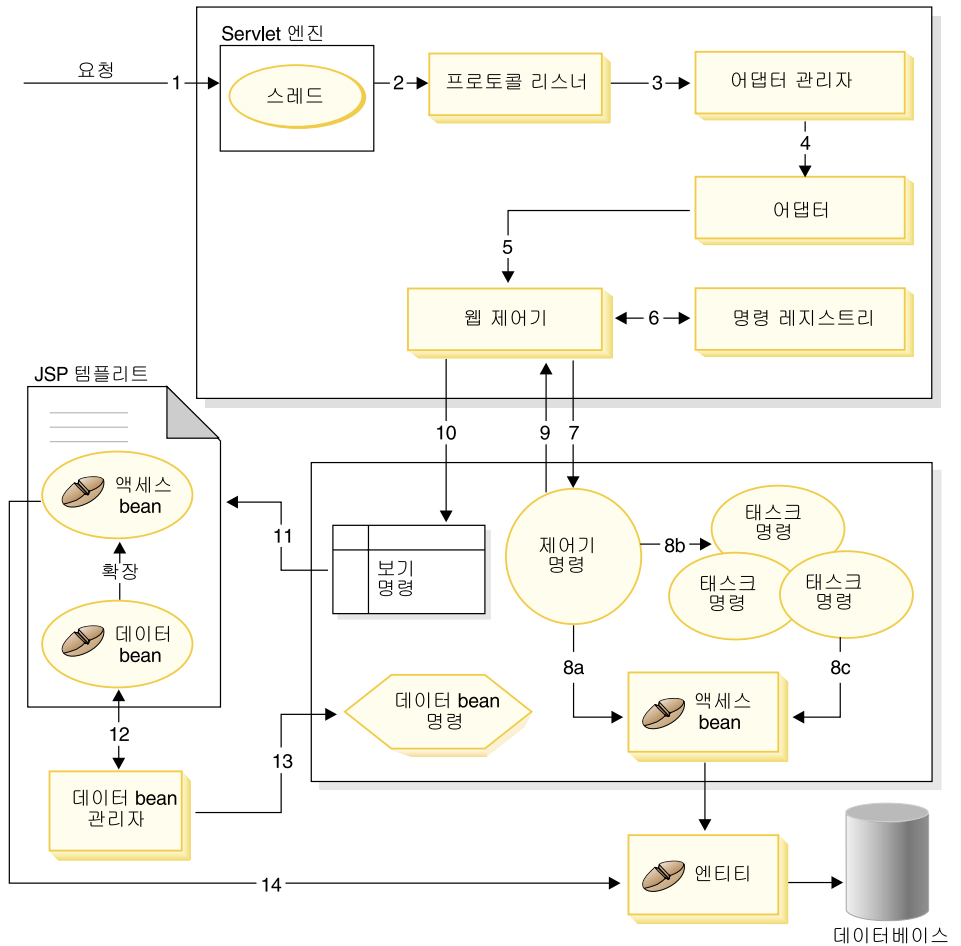 Servlet 엔진
요청
1
스레드
2
프로토콜 리스너
3
어댑터 관리자
4
어댑터
5
웹 제어기
6
명령 레지스트리
JSP 템플리트
10
9
7
액세스
bean
11
확장
데이터
bean
보기
명령
제어기
명령
8b
태스크
명령
태스크
명령
태스크
명령
8a
8c
12
13
데이터 bean
명령
액세스
bean
데이터 bean
관리자
14
엔티티
데이터베이스